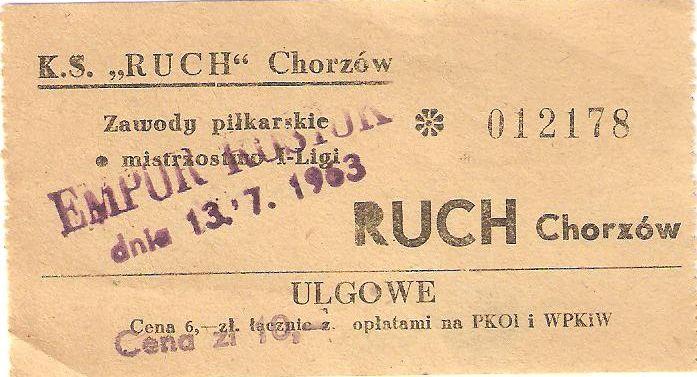 K.S. „RUCH“ Chorzów
Zawody piłkarskie
o mistrzostwo I-Ligi
* 012178
EMPOR ROSTOK
dnia 13. 7. 1963
RUCH Chorzów
ULGOWE
Cena 6,—zł. łącznie z opłatami na PKOl i WPKiW
Cena zł 10,—